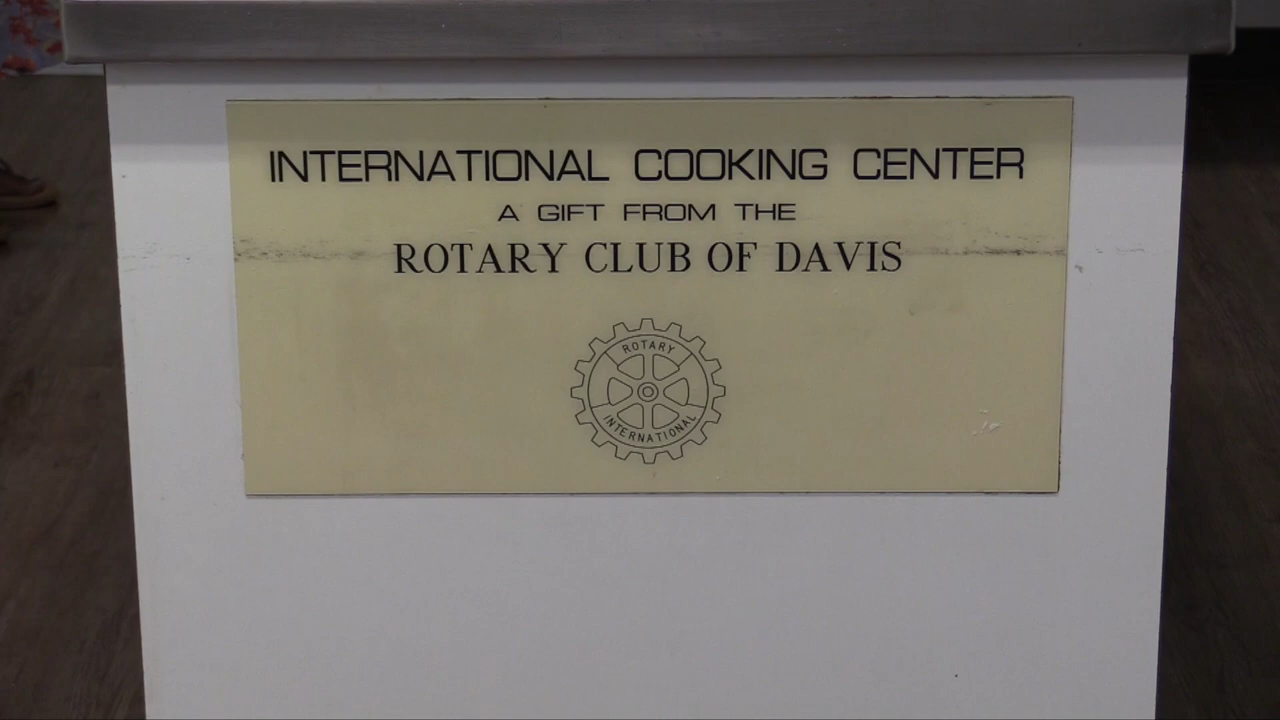 INTERNATIONAL COOKING CENTER
A GIFT FROM THE
ROTARY CLUB OF DAVIS
ROTARY
INTERNATIONAL